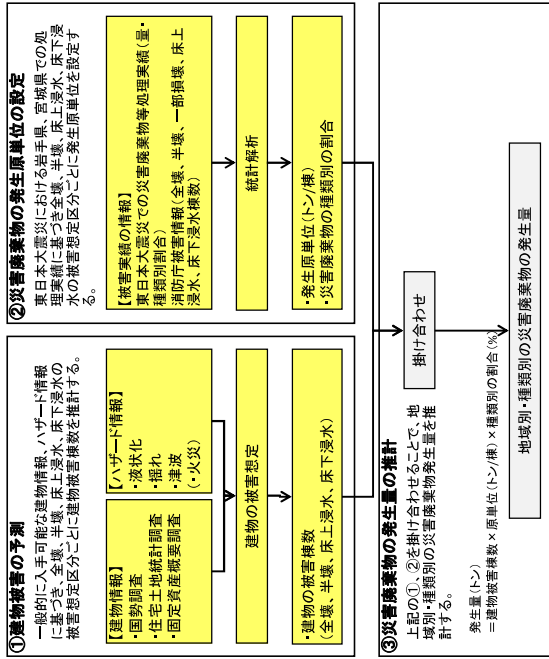 ①建物被害の予測
一般的に入手可能な建物情報、ハザード情報
に基づき、全壊、半壊、床上浸水、床下浸水の
被害想定区分ごとに建物被害棟数を推計する。
【建物情報】
・国勢調査
・住宅土地統計調査
・固定資産概要調査
【ハザード情報】
・液状化
・揺れ
・津波
(・火災)
建物の被害想定
・建物の被害棟数
(全壊、半壊、床上浸水、床下浸水)
②災害廃棄物の発生原単位の設定
東日本大震災における岩手県、宮城県での処
理実績に基づき全壊、半壊、床上浸水、床下浸
水の被害想定区分ごとに発生原単位を設定す
る。
【被害実績の情報】
・東日本大震災での災害廃棄物等処理実績(量・
種類別割合)
・消防庁被害情報(全壊、半壊、一部損壊、床上
浸水、床下浸水棟数)
統計解析
・発生原単位(トン/棟)
・災害廃棄物の種類別の割合
③災害廃棄物の発生量の推計
上記の①、②を掛け合わせることで、地
域別・種類別の災害廃棄物発生量を推
計する。
掛け合わせ
発生量(トン)
=建物被害棟数×原単位(トン/棟)×種類別の割合(%)
地域別・種類別の災害廃棄物の発生量